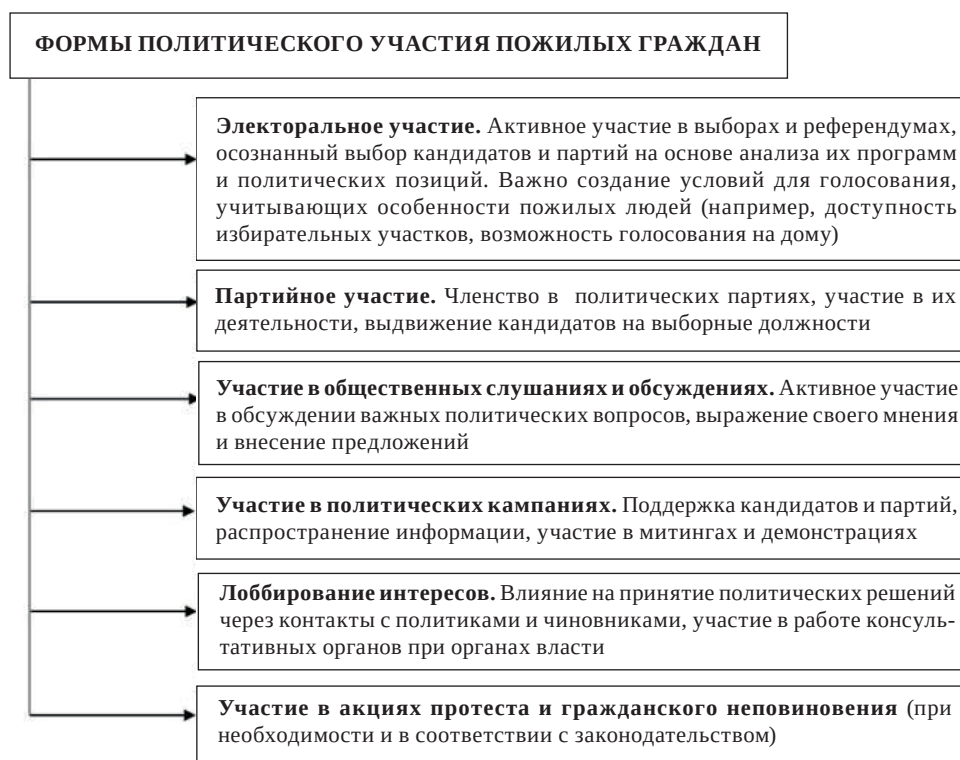 ФОРМЫ ПОЛИТИЧЕСКОГО УЧАСТИЯ ПОЖИЛЫХ ГРАЖДАН
Электоральное участие. Активное участие в выборах и референдумах,
осознанный выбор кандидатов и партий на основе анализа их программ
и политических позиций. Важно создание условий для голосования,
учитывающих особенности пожилых людей (например, доступность
избирательных участков, возможность голосования на дому)
Партийное участие. Членство в политических партиях, участие в их
деятельности, выдвижение кандидатов на выборные должности
Участие в общественных слушаниях и обсуждениях. Активное участие
в обсуждении важных политических вопросов, выражение своего мнения
и внесение предложений
Участие в политических кампаниях. Поддержка кандидатов и партий,
распространение информации, участие в митингах и демонстрациях
Лоббирование интересов. Влияние на принятие политических решений
через контакты с политиками и чиновниками, участие в работе консуль-
тативных органов при органах власти
Участие в акциях протеста и гражданского неповиновения (при
необходимости и в соответствии с законодательством)